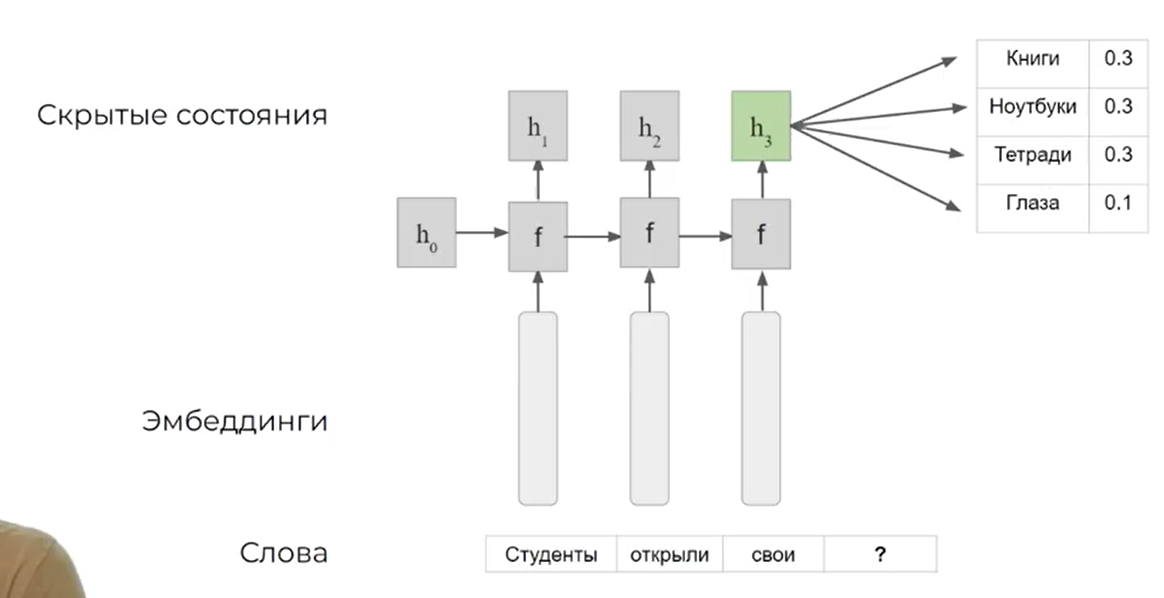 Скрытые состояния
h₁ h₂ h₃
h₀ f f f
Книги 0.3
Ноутбуки 0.3
Тетради 0.3
Глаза 0.1
Эмбеддинги
Слова
Студенты открыли свои ?